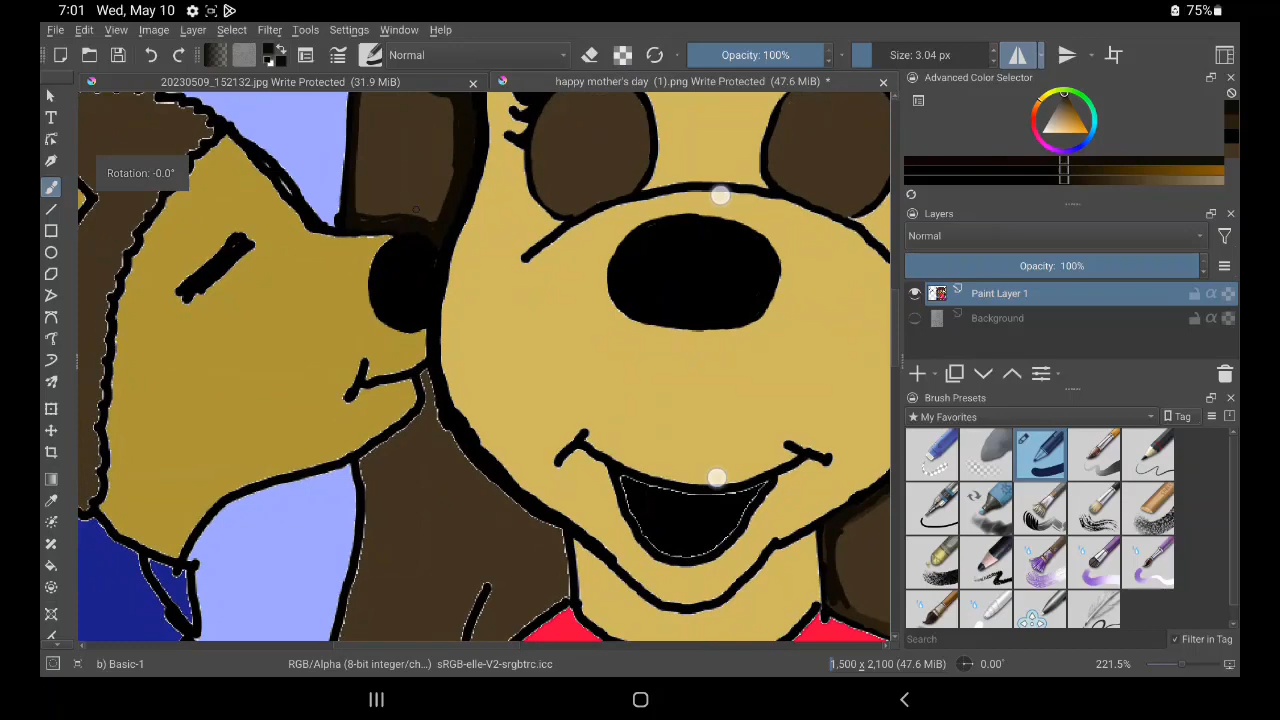 7:01 Wed, May 10
75%
File Edit View Image Layer Select Filter Tools Settings Window Help
Normal
Opacity: 100%
Size: 3.04 px
20230509_152132.jpg Write Protected (31.9 MiB)
happy mother's day (1).png Write Protected (47.6 MiB) *
Advanced Color Selector
Rotation: -0.0°
Layers
Normal
Opacity: 100%
Paint Layer 1
Background
Brush Presets
My Favorites
Tag
Search
Filter in Tag
b) Basic-1
RGB/Alpha (8-bit integer/ch...) sRGB-elle-V2-srgbtrc.icc
1,500 x 2,100 (47.6 MiB)
0.00°
221.5%